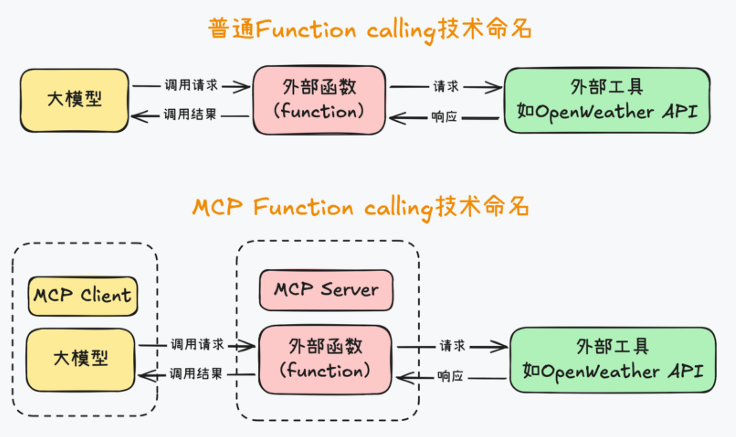 普通Function calling技术命名
大模型
调用请求
调用结果
外部函数
(function)
请求
响应
外部工具
如OpenWeather API
MCP Function calling技术命名
MCP Client
大模型
调用请求
调用结果
MCP Server
外部函数
(function)
请求
响应
外部工具
如OpenWeather API